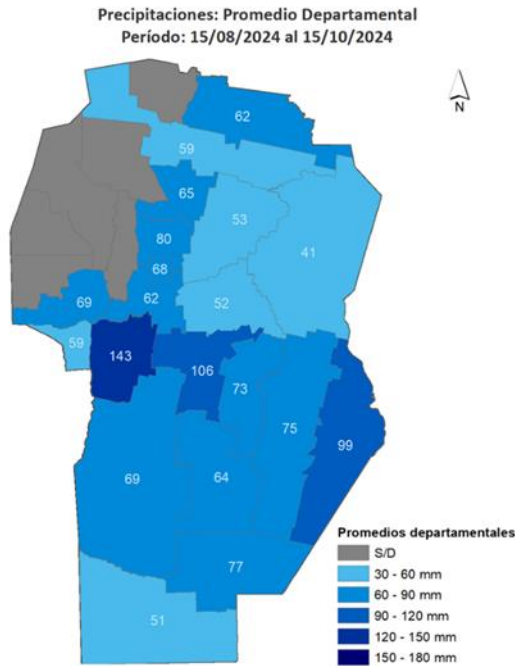 Precipitaciones: Promedio Departamental
Período: 15/08/2024 al 15/10/2024
N
62
59
65
53
80
41
68
69
62
52
59
143
106
73
75
99
69
64
77
51
Promedios departamentales
S/D
30 - 60 mm
60 - 90 mm
90 - 120 mm
120 - 150 mm
150 - 180 mm